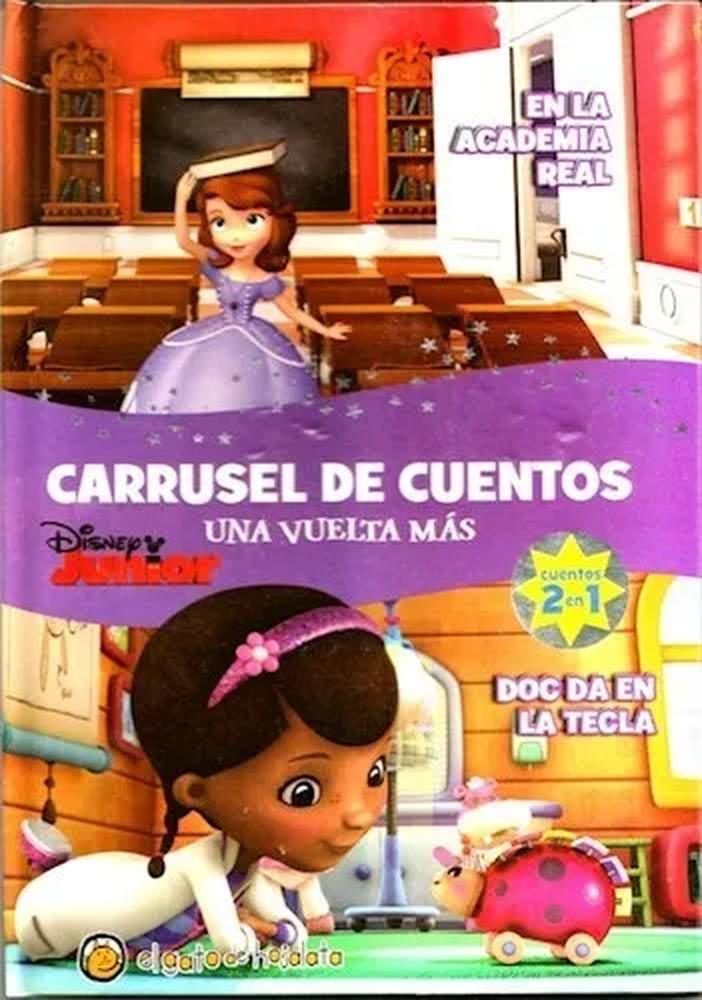 EN LA
ACADEMIA
REAL
1
CARRUSEL DE CUENTOS
UNA VUELTA MÁS
DISNEY
JUNIOR
cuentos
2 en 1
DOC DA EN
LA TECLA
el gato de hojalata